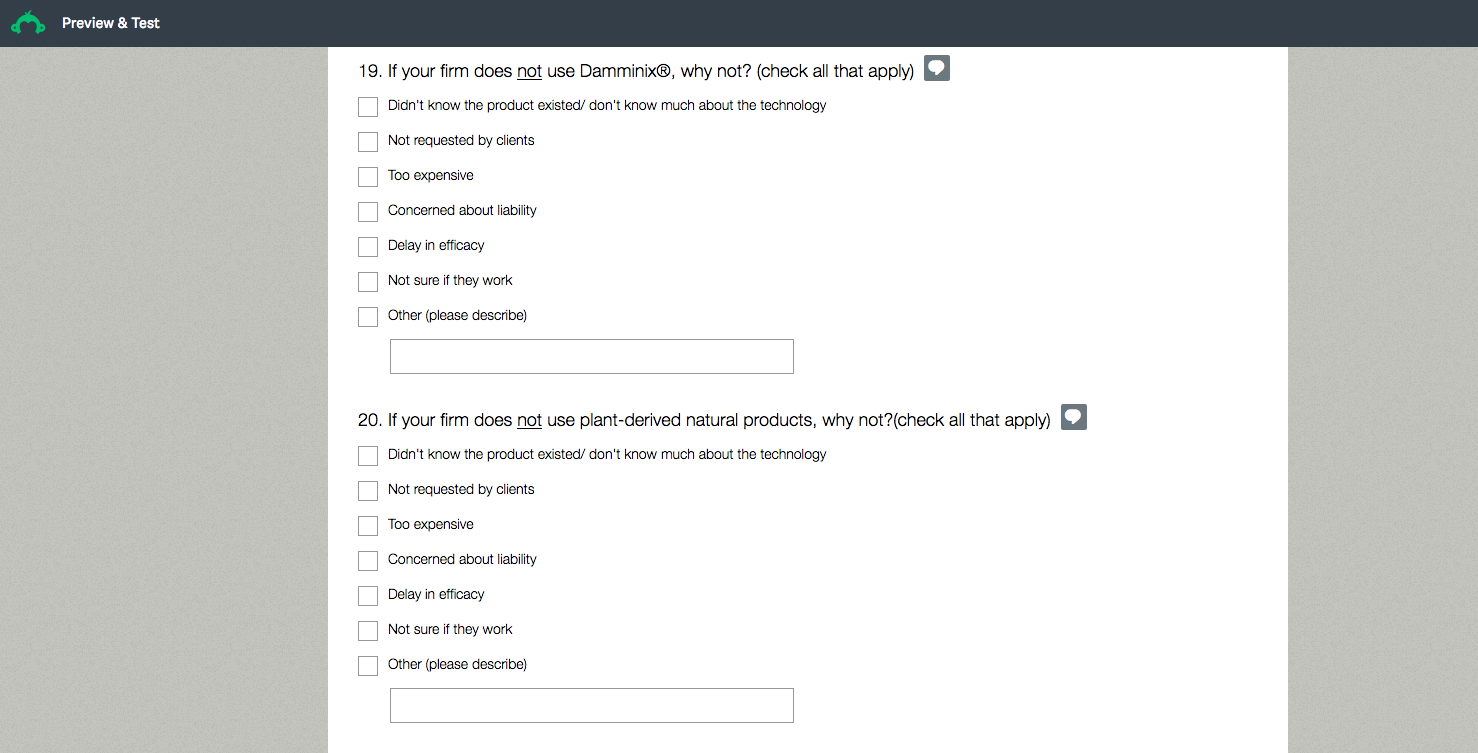 Preview & Test
19. If your firm does not use Damminix®, why not? (check all that apply)
Didn't know the product existed/ don't know much about the technology
Not requested by clients
Too expensive
Concerned about liability
Delay in efficacy
Not sure if they work
Other (please describe)
20. If your firm does not use plant-derived natural products, why not?(check all that apply)
Didn't know the product existed/ don't know much about the technology
Not requested by clients
Too expensive
Concerned about liability
Delay in efficacy
Not sure if they work
Other (please describe)